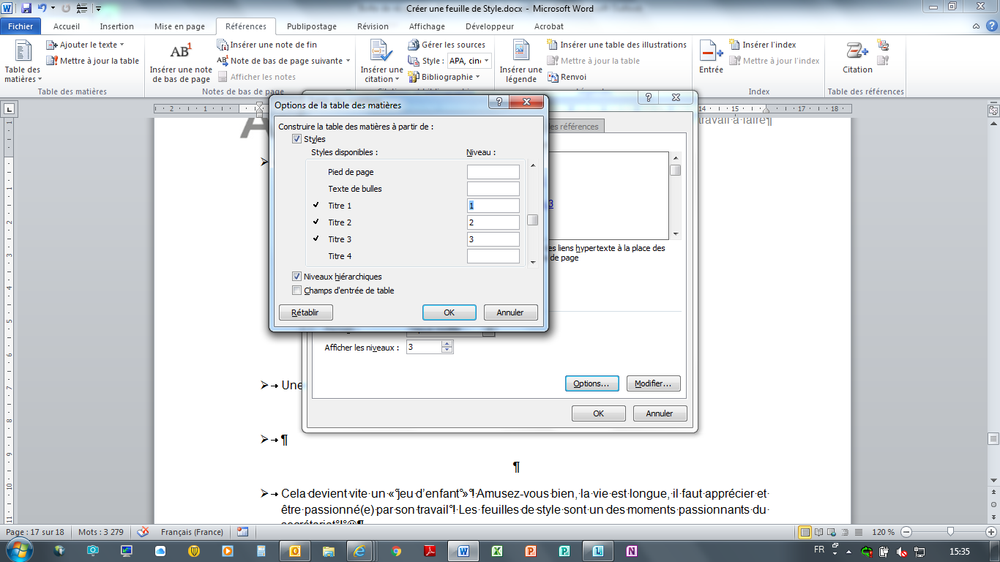 Créer une feuille de Style.docx - Microsoft Word
Fichier Accueil Insertion Mise en page Références Publipostage Révision Affichage Développeur Acrobat
Table des matières
Ajouter le texte
Mettre à jour la table
Table des matières
AB1
Insérer une note de bas de page
Insérer une note de fin
Note de bas de page suivante
Afficher les notes
Notes de bas de page
Insérer une citation
Gérer les sources
Style : APA, cinq
Bibliographie
Insérer une légende
Insérer une table des illustrations
Mettre à jour la table
Renvoi
Entrée
Insérer l'index
Mettre à jour l'index
Index
Citation
Table des références
2 1 14 15 17 18
travail à faire¶
Options de la table des matières
Construire la table des matières à partir de :
Styles
Styles disponibles : Niveau :
Pied de page
Texte de bulles
Titre 1 1
Titre 2 2
Titre 3 3
Titre 4
Niveaux hiérarchiques
Champs d'entrée de table
Rétablir OK Annuler
es références
3
es liens hypertexte à la place des
de page
Afficher les niveaux : 3
Options... Modifier...
OK Annuler
Une
¶
¶
Cela devient vite un « jeu d'enfant » ! Amusez-vous bien, la vie est longue, il faut apprécier et
être passionné(e) par son travail ! Les feuilles de style sont un des moments passionnants du
Page : 17 sur 18 Mots : 3 279 Français (France) 120 %
FR 15:35